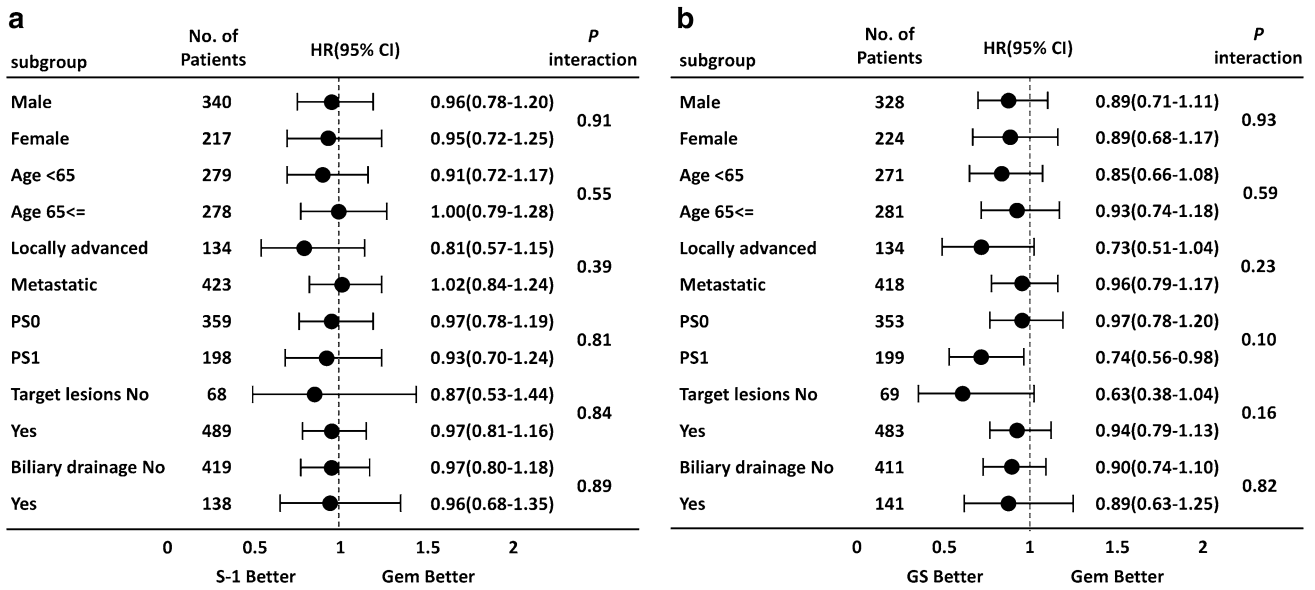 a
subgroup No. of Patients HR(95% CI) P interaction
Male 340 0.96(0.78-1.20)
0.91
Female 217 0.95(0.72-1.25)
Age <65 279 0.91(0.72-1.17)
0.55
Age 65<= 278 1.00(0.79-1.28)
Locally advanced 134 0.81(0.57-1.15)
0.39
Metastatic 423 1.02(0.84-1.24)
PS0 359 0.97(0.78-1.19)
0.81
PS1 198 0.93(0.70-1.24)
Target lesions No 68 0.87(0.53-1.44)
0.84
Yes 489 0.97(0.81-1.16)
Biliary drainage No 419 0.97(0.80-1.18)
0.89
Yes 138 0.96(0.68-1.35)
0 0.5 1 1.5 2
S-1 Better Gem Better
b
subgroup No. of Patients HR(95% CI) P interaction
Male 328 0.89(0.71-1.11)
0.93
Female 224 0.89(0.68-1.17)
Age <65 271 0.85(0.66-1.08)
0.59
Age 65<= 281 0.93(0.74-1.18)
Locally advanced 134 0.73(0.51-1.04)
0.23
Metastatic 418 0.96(0.79-1.17)
PS0 353 0.97(0.78-1.20)
0.10
PS1 199 0.74(0.56-0.98)
Target lesions No 69 0.63(0.38-1.04)
0.16
Yes 483 0.94(0.79-1.13)
Biliary drainage No 411 0.90(0.74-1.10)
0.82
Yes 141 0.89(0.63-1.25)
0 0.5 1 1.5 2
GS Better Gem Better